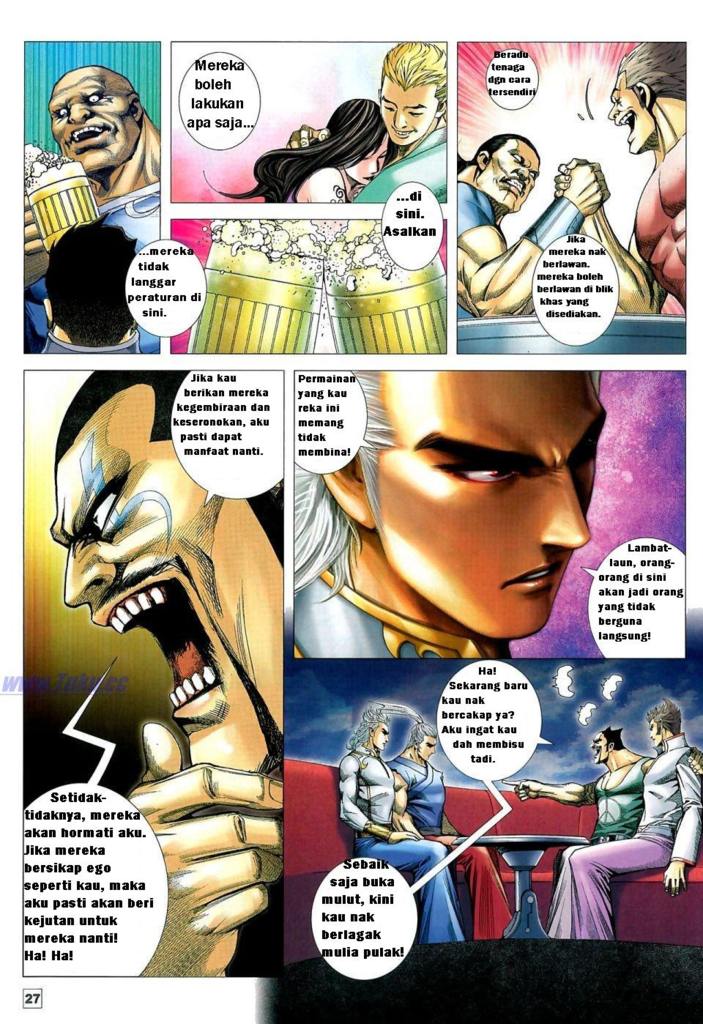 Mereka
boleh
lakukan
apa saja...
...di
sini.
Asalkan
...mereka
tidak
langgar
peraturan di
sini.
Beradu
tenaga
dgn cara
tersendiri
Jika
mereka nak
berlawan.
mereka boleh
berlawan di blik
khas yang
disediakan.
Jika kau
berikan mereka
kegembiraan dan
keseronokan, aku
pasti dapat
manfaat nanti.
Setidak-
tidaknya, mereka
akan hormati aku.
Jika mereka
bersikap ego
seperti kau, maka
aku pasti akan beri
kejutan untuk
mereka nanti!
Ha! Ha!
Permainan
yang kau
reka ini
memang
tidak
membina!
Lambat-
laun, orang-
orang di sini
akan jadi orang
yang tidak
berguna
langsung!
Ha!
Sekarang baru
kau nak
bercakap ya?
Aku ingat kau
dah membisu
tadi.
Sebaik
saja buka
mulut, kini
kau nak
berlagak
mulia pulak!
www.Tuku.cc
27